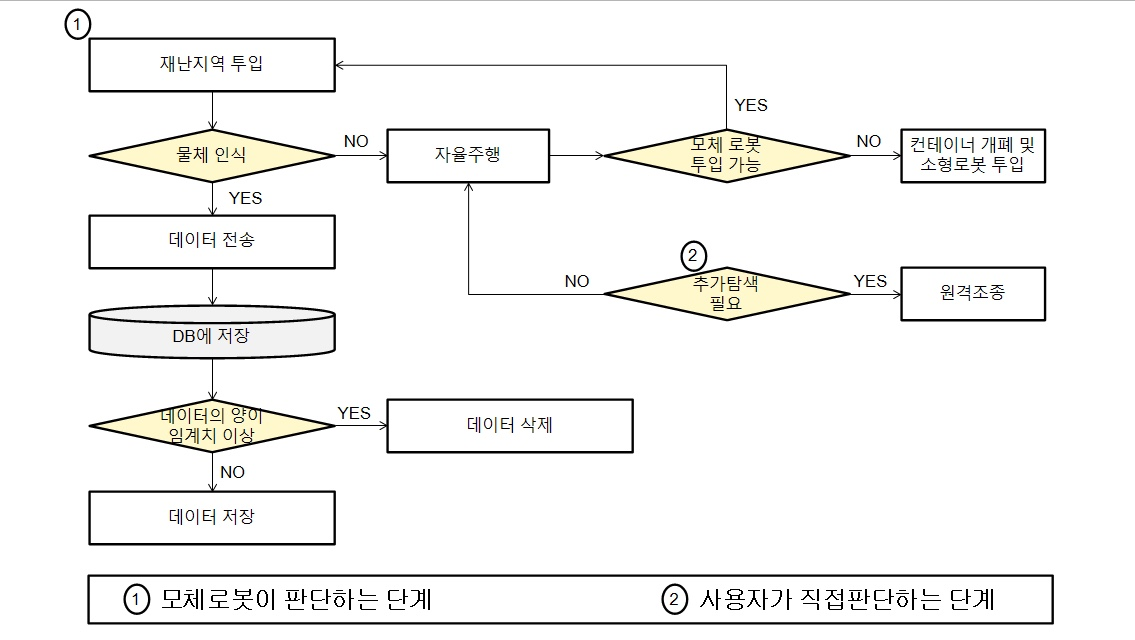 1
재난지역 투입
YES
물체 인식
NO
자율주행
모체 로봇
투입 가능
NO
컨테이너 개폐 및
소형로봇 투입
YES
데이터 전송
2
추가탐색
필요
NO
YES
원격조종
DB에 저장
데이터의 양이
임계치 이상
YES
데이터 삭제
NO
데이터 저장
1 모체로봇이 판단하는 단계
2 사용자가 직접판단하는 단계